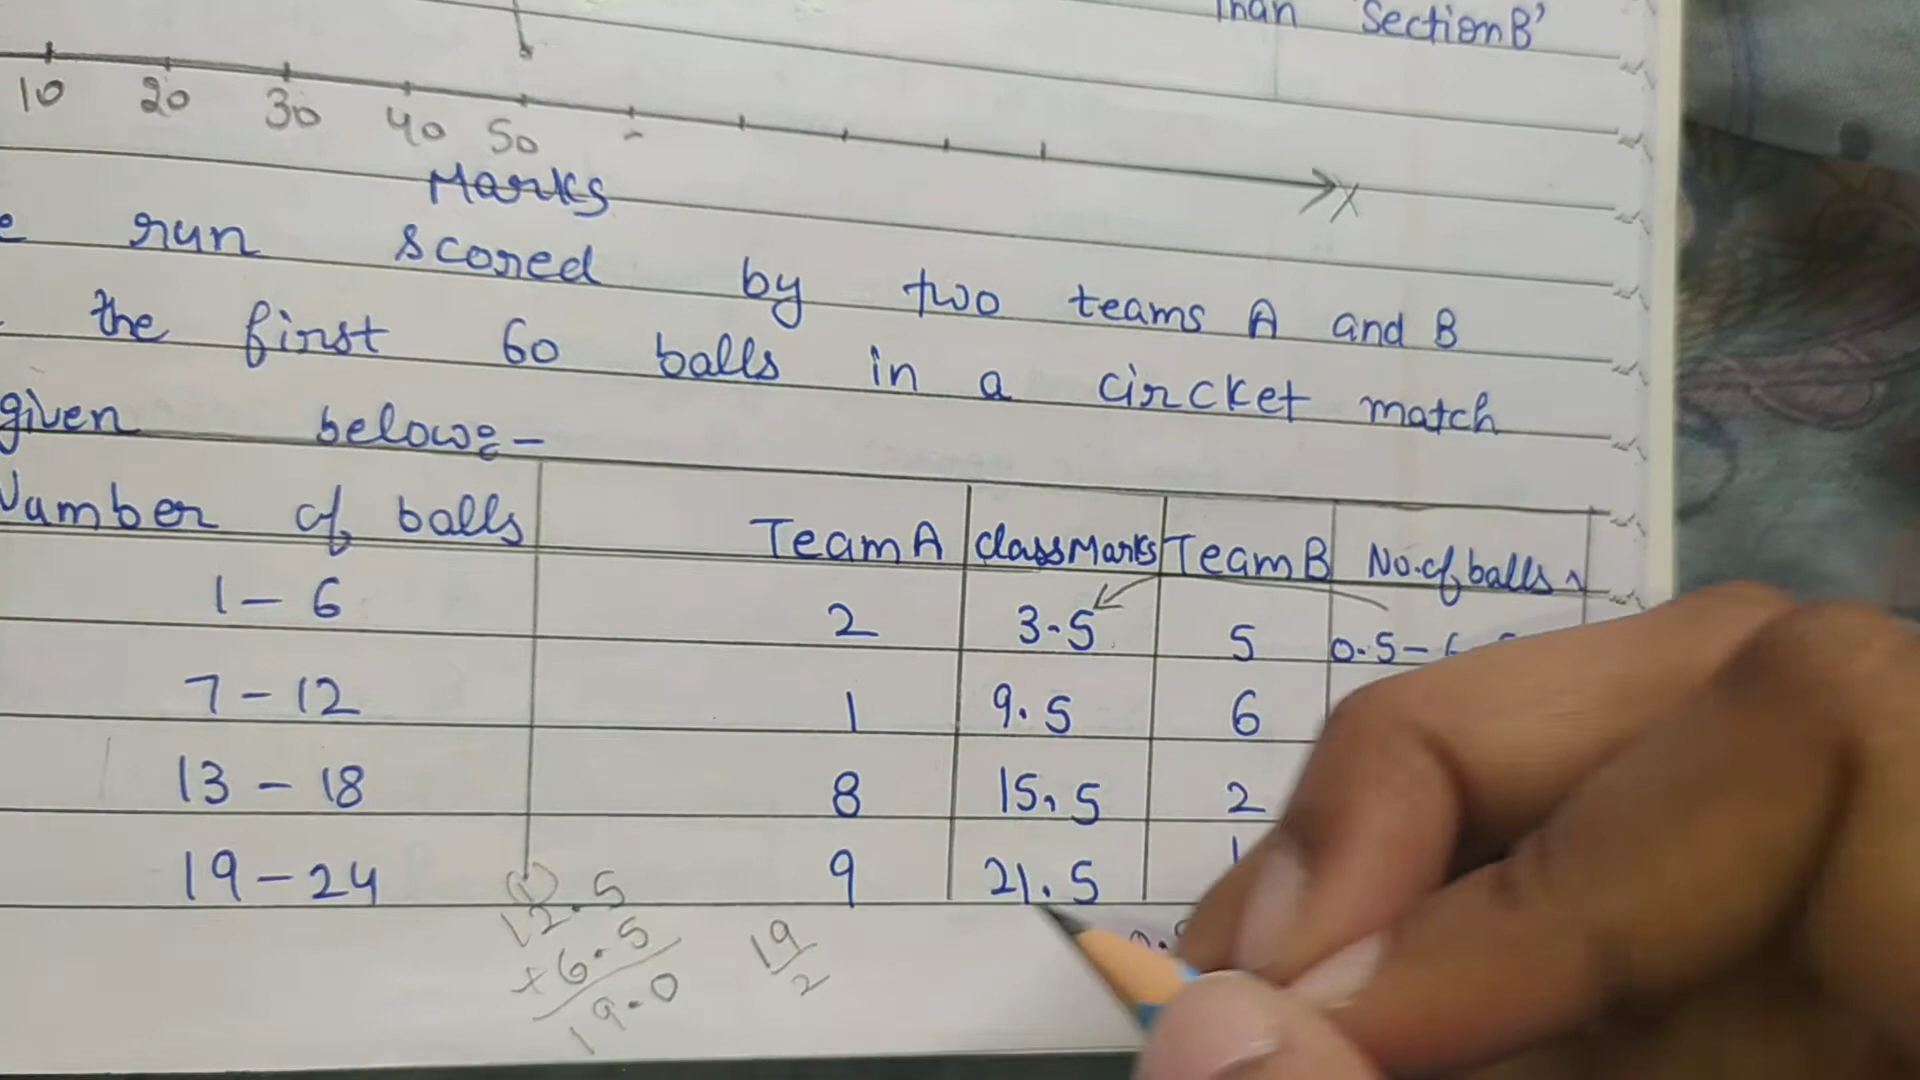 than 'Section B'
10 20 30 40 50
Marks X
run scored by two teams A and B
the first 60 balls in a circket match
given below:-
Number of balls Team A class Marks Team B No. of balls
1 - 6 2 3.5 5 0.5 - 6
7 - 12 1 9.5 6
13 - 18 8 15.5 2
19 - 24 9 21.5
12.5
+ 6.5
19.0
19/2